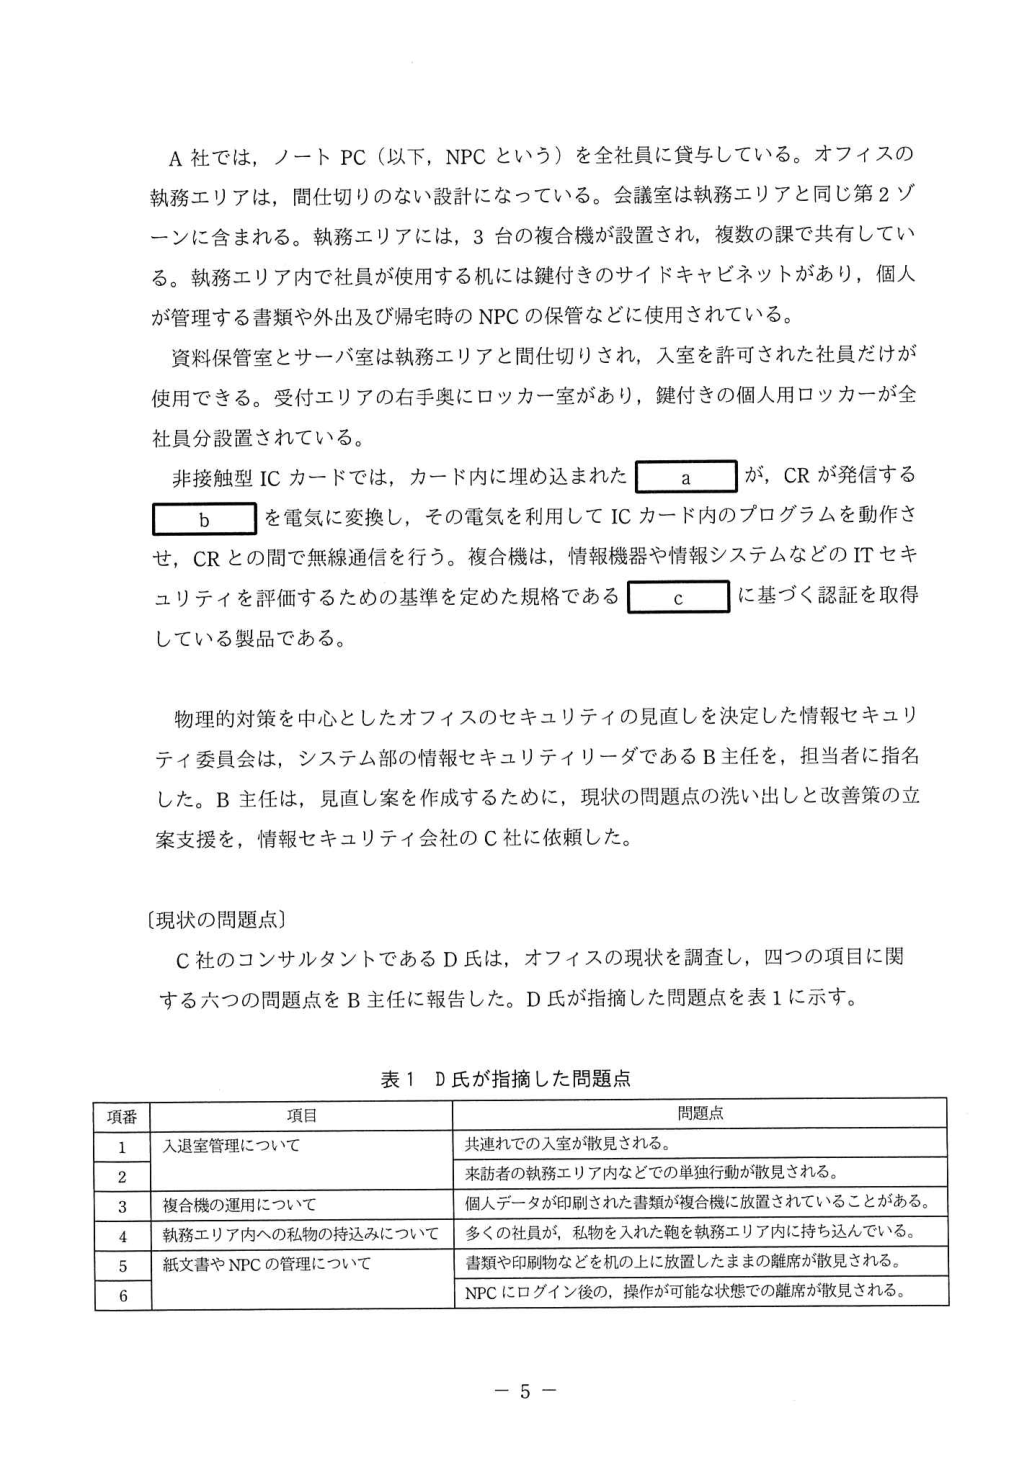 A 社では，ノート PC（以下，NPC という）を全社員に貸与している。オフィスの
執務エリアは，間仕切りのない設計になっている。会議室は執務エリアと同じ第 2 ゾ
ーンに含まれる。執務エリアには，3 台の複合機が設置され，複数の課で共有してい
る。執務エリア内で社員が使用する机には鍵付きのサイドキャビネットがあり，個人
が管理する書類や外出及び帰宅時の NPC の保管などに使用されている。
資料保管室とサーバ室は執務エリアと間仕切りされ，入室を許可された社員だけが
使用できる。受付エリアの右手奥にロッカー室があり，鍵付きの個人用ロッカーが全
社員分設置されている。
非接触型 IC カードでは，カード内に埋め込まれた a が，CR が発信する
b を電気に変換し，その電気を利用して IC カード内のプログラムを動作さ
せ，CR との間で無線通信を行う。複合機は，情報機器や情報システムなどの IT セキ
ュリティを評価するための基準を定めた規格である c に基づく認証を取得
している製品である。
物理的対策を中心としたオフィスのセキュリティの見直しを決定した情報セキュリ
ティ委員会は，システム部の情報セキュリティリーダである B 主任を，担当者に指名
した。B 主任は，見直し案を作成するために，現状の問題点の洗い出しと改善策の立
案支援を，情報セキュリティ会社の C 社に依頼した。
〔現状の問題点〕
C 社のコンサルタントである D 氏は，オフィスの現状を調査し，四つの項目に関
する六つの問題点を B 主任に報告した。D 氏が指摘した問題点を表 1 に示す。
表 1 D 氏が指摘した問題点
項番 項目 問題点
1 入退室管理について 共連れでの入室が散見される。
2 来訪者の執務エリア内などでの単独行動が散見される。
3 複合機の運用について 個人データが印刷された書類が複合機に放置されていることがある。
4 執務エリア内への私物の持込みについて 多くの社員が，私物を入れた鞄を執務エリア内に持ち込んでいる。
5 紙文書や NPC の管理について 書類や印刷物などを机の上に放置したままの離席が散見される。
6 NPC にログイン後の，操作が可能な状態での離席が散見される。
－ 5 －